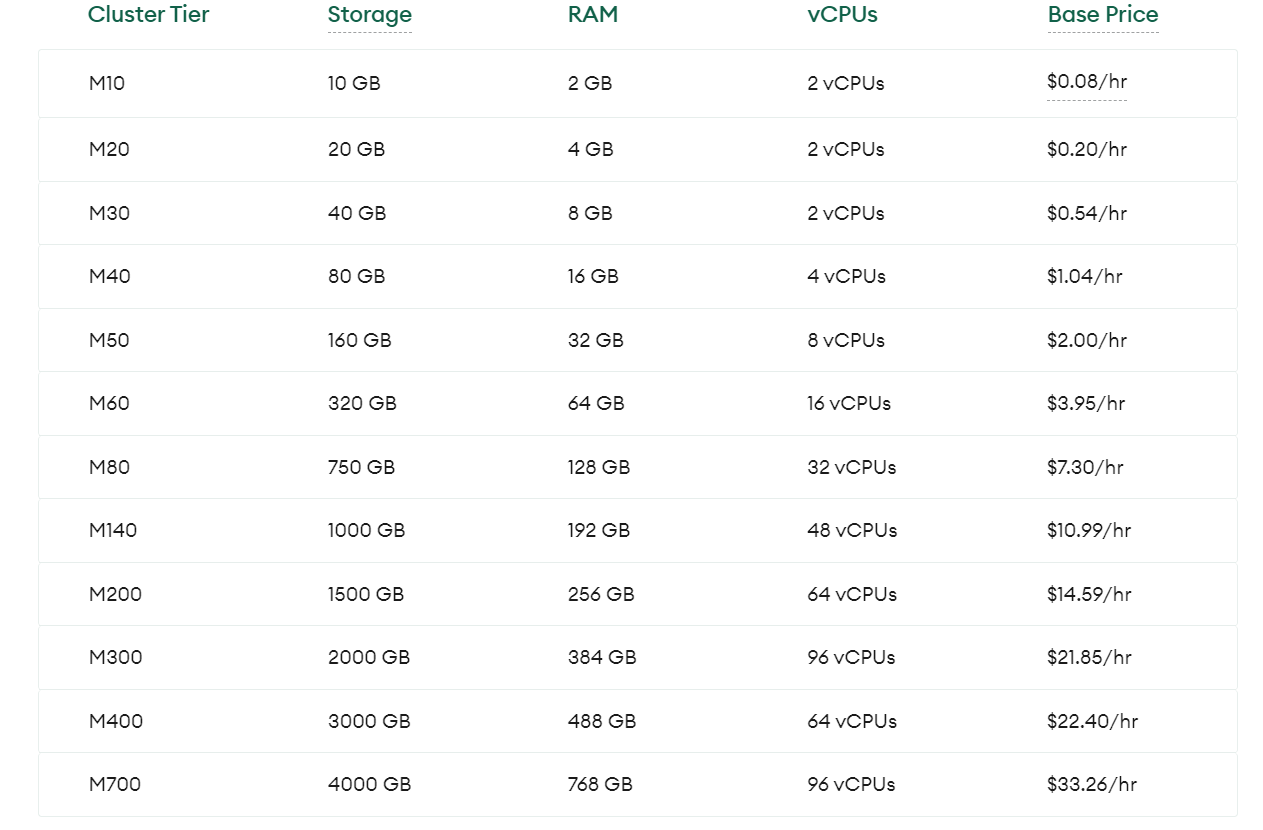 Cluster Tier Storage RAM vCPUs Base Price
M10 10 GB 2 GB 2 vCPUs $0.08/hr
M20 20 GB 4 GB 2 vCPUs $0.20/hr
M30 40 GB 8 GB 2 vCPUs $0.54/hr
M40 80 GB 16 GB 4 vCPUs $1.04/hr
M50 160 GB 32 GB 8 vCPUs $2.00/hr
M60 320 GB 64 GB 16 vCPUs $3.95/hr
M80 750 GB 128 GB 32 vCPUs $7.30/hr
M140 1000 GB 192 GB 48 vCPUs $10.99/hr
M200 1500 GB 256 GB 64 vCPUs $14.59/hr
M300 2000 GB 384 GB 96 vCPUs $21.85/hr
M400 3000 GB 488 GB 64 vCPUs $22.40/hr
M700 4000 GB 768 GB 96 vCPUs $33.26/hr